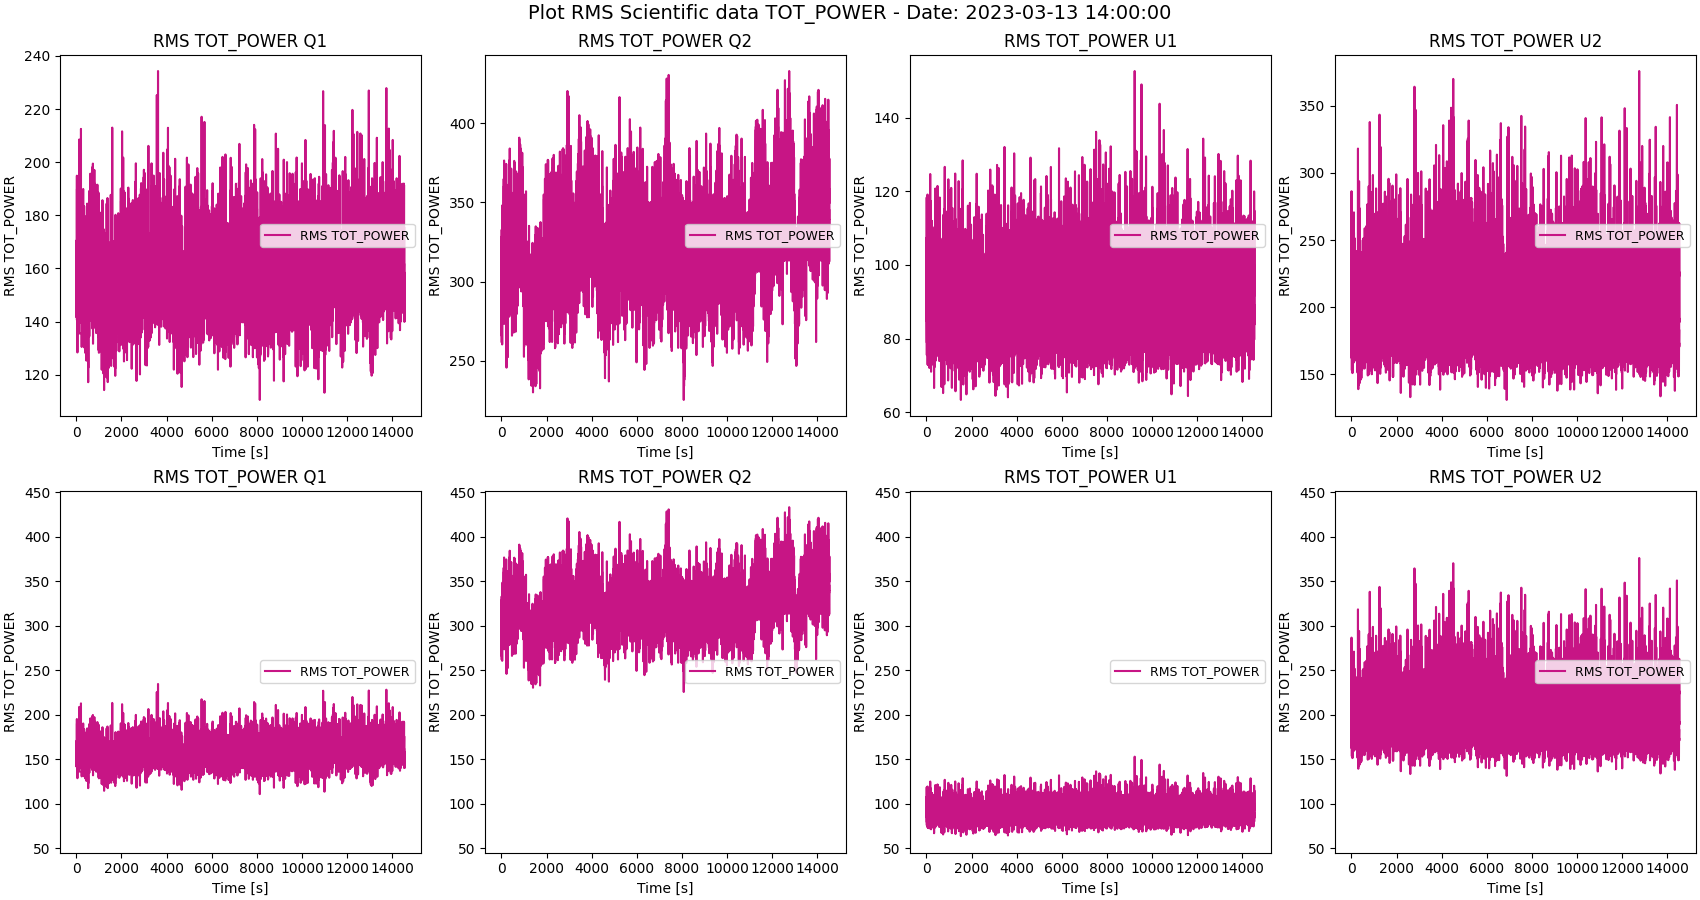 Plot RMS Scientific data TOT_POWER - Date: 2023-03-13 14:00:00
RMS TOT_POWER Q1
RMS TOT_POWER
240
220
200
180
160
140
120
RMS TOT_POWER
0 2000 4000 6000 8000 10000 12000 14000
Time [s]
RMS TOT_POWER Q2
RMS TOT_POWER
400
350
300
250
RMS TOT_POWER
0 2000 4000 6000 8000 10000 12000 14000
Time [s]
RMS TOT_POWER U1
RMS TOT_POWER
140
120
100
80
60
RMS TOT_POWER
0 2000 4000 6000 8000 10000 12000 14000
Time [s]
RMS TOT_POWER U2
RMS TOT_POWER
350
300
250
200
150
RMS TOT_POWER
0 2000 4000 6000 8000 10000 12000 14000
Time [s]
RMS TOT_POWER Q1
RMS TOT_POWER
450
400
350
300
250
200
150
100
50
RMS TOT_POWER
0 2000 4000 6000 8000 10000 12000 14000
Time [s]
RMS TOT_POWER Q2
RMS TOT_POWER
450
400
350
300
250
200
150
100
50
RMS TOT_POWER
0 2000 4000 6000 8000 10000 12000 14000
Time [s]
RMS TOT_POWER U1
RMS TOT_POWER
450
400
350
300
250
200
150
100
50
RMS TOT_POWER
0 2000 4000 6000 8000 10000 12000 14000
Time [s]
RMS TOT_POWER U2
RMS TOT_POWER
450
400
350
300
250
200
150
100
50
RMS TOT_POWER
0 2000 4000 6000 8000 10000 12000 14000
Time [s]